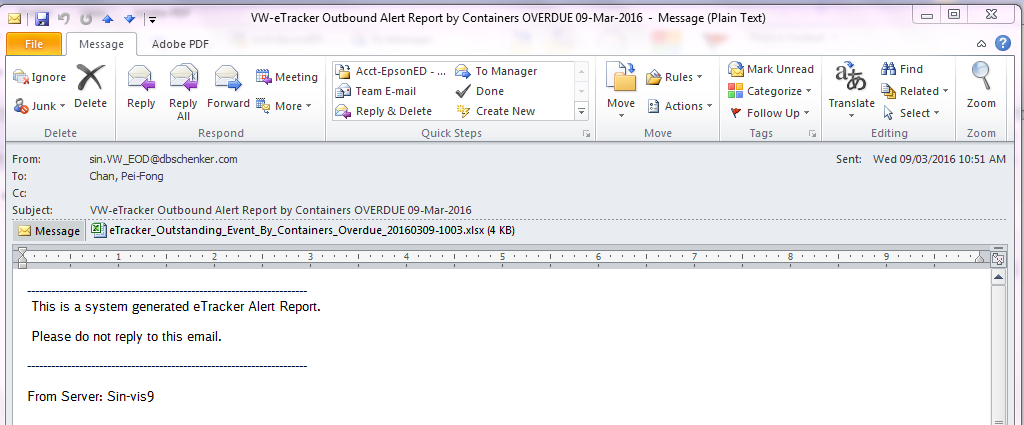 VW-eTracker Outbound Alert Report by Containers OVERDUE 09-Mar-2016 - Message (Plain Text)
File Message Adobe PDF
Ignore
Junk
Delete
Delete
Reply
Reply All
Forward
Meeting
More
Respond
Acct-EpsonED - ... To Manager
Team E-mail Done
Reply & Delete Create New
Quick Steps
Move
Rules
Actions
Move
Mark Unread
Categorize
Follow Up
Tags
Translate
Find
Related
Select
Editing
Zoom
Zoom
From: sin.VW_EOD@dbschenker.com Sent: Wed 09/03/2016 10:51 AM
To: Chan, Pei-Fong
Cc:
Subject: VW-eTracker Outbound Alert Report by Containers OVERDUE 09-Mar-2016
Message eTracker_Outstanding_Event_By_Containers_Overdue_20160309-1003.xlsx (4 KB)
1 2 3 4 5 6 7 8 9
----------------------------------------------------------------------
This is a system generated eTracker Alert Report.
Please do not reply to this email.
----------------------------------------------------------------------
From Server: Sin-vis9